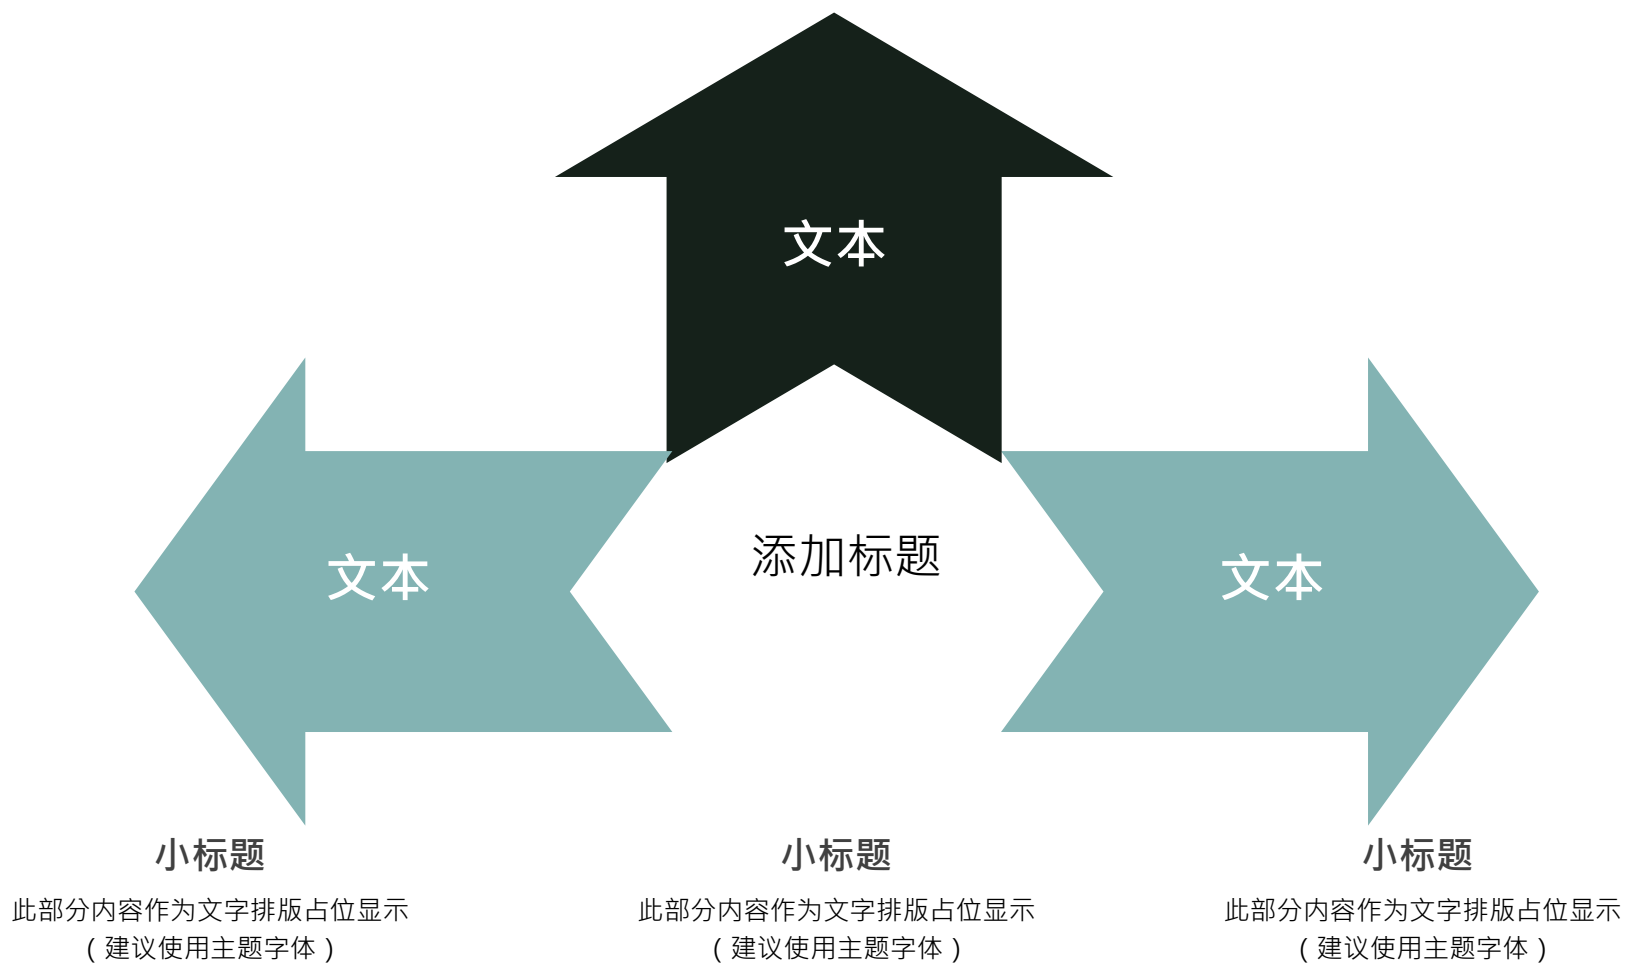 文本
文本
添加标题
文本
小标题
此部分内容作为文字排版占位显示
（建议使用主题字体）
小标题
此部分内容作为文字排版占位显示
（建议使用主题字体）
小标题
此部分内容作为文字排版占位显示
（建议使用主题字体）